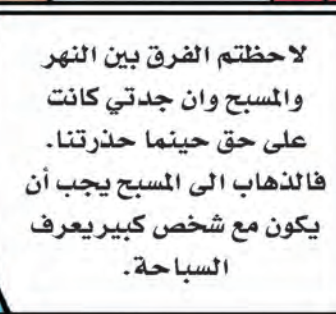 لاحظتم الفرق بين النهر
والمسبح وان جدتي كانت
على حق حينما حذرتنا.
فالذهاب الى المسبح يجب أن
يكون مع شخص كبير يعرف
السباحة.